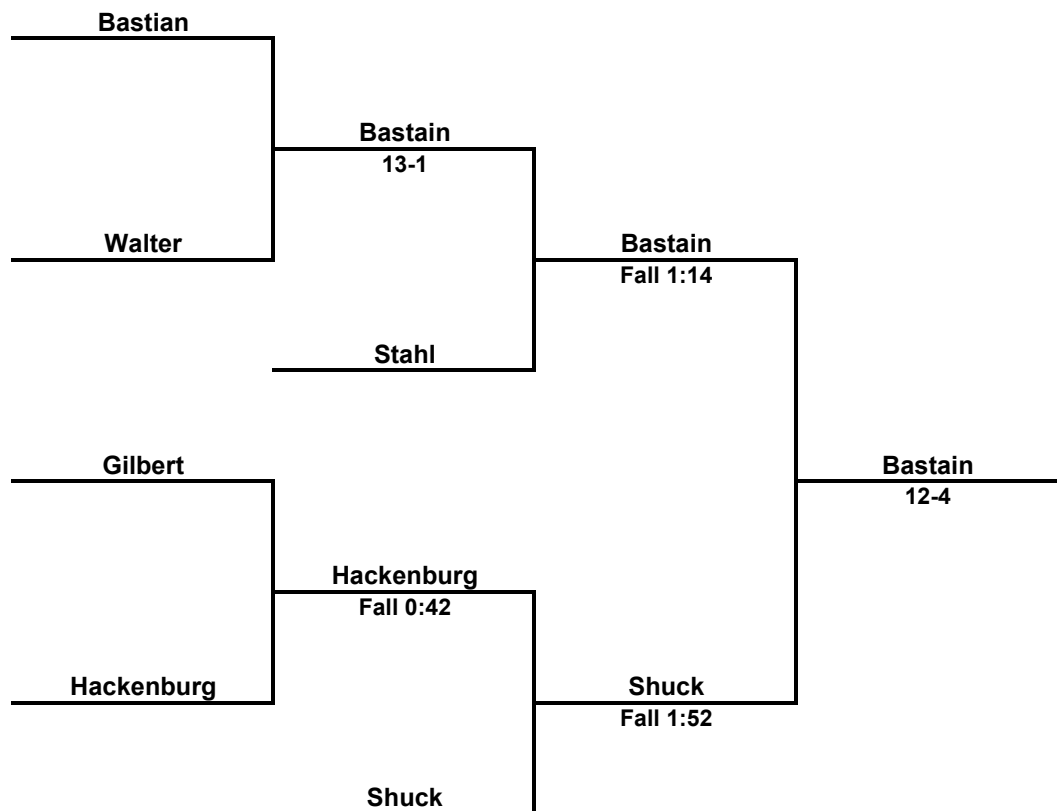 Bastian
Bastain
13-1
Walter
Bastain
Fall 1:14
Stahl
Gilbert
Bastain
12-4
Hackenburg
Fall 0:42
Hackenburg
Shuck
Fall 1:52
Shuck